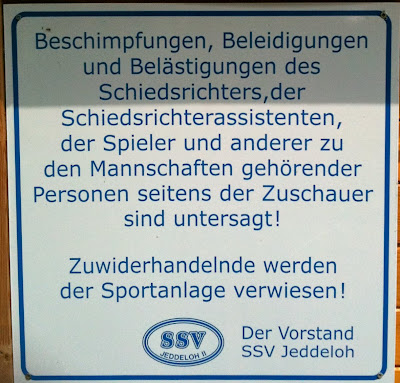 Beschimpfungen, Beleidigungen
und Belästigungen des
Schiedsrichters,der
Schiedsrichterassistenten,
der Spieler und anderer zu
den Mannschaften gehörender
Personen seitens der Zuschauer
sind untersagt!
Zuwiderhandelnde werden
der Sportanlage verwiesen!
SSV
JEDDELOH II
Der Vorstand
SSV Jeddeloh